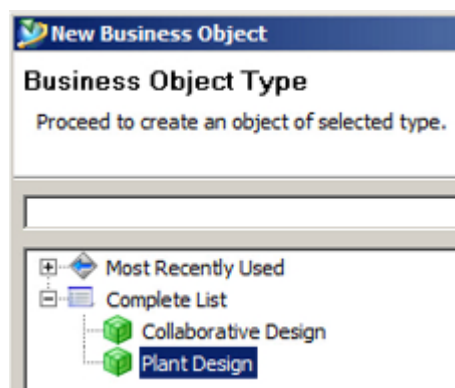 New Business Object
Business Object Type
Proceed to create an object of selected type.
Most Recently Used
Complete List
Collaborative Design
Plant Design